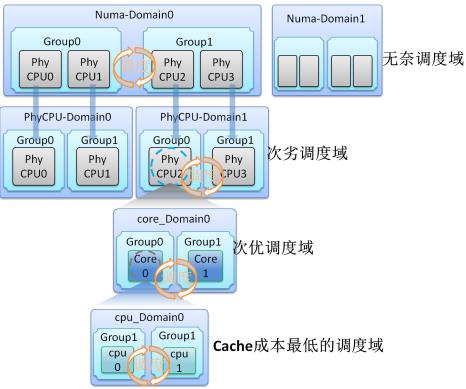 Numa-Domain0
Numa-Domain1
Group0
Group1
Phy
CPU0
Phy
CPU1
Phy
CPU2
Phy
CPU3
无奈调度域
PhyCPU-Domain0
PhyCPU-Domain1
Group0
Group1
Group0
Group1
Phy
CPU0
Phy
CPU1
Phy
CPU2
Phy
CPU3
次劣调度域
core_Domain0
Group0
Group1
Core
0
Core
1
次优调度域
cpu_Domain0
Group1
Group1
cpu
0
cpu
1
Cache成本最低的调度域